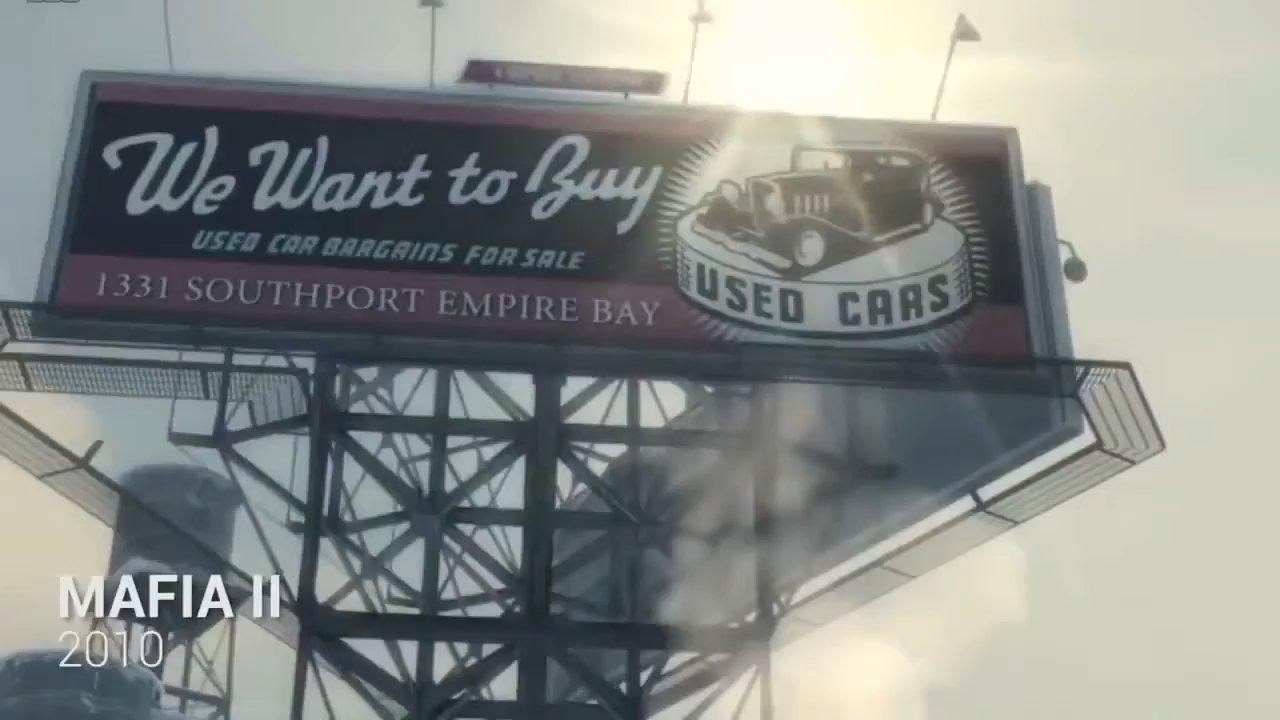 We Want to Buy
USED CAR BARGAINS FOR SALE
1331 SOUTHPORT EMPIRE BAY
USED CARS
MAFIA II
2010